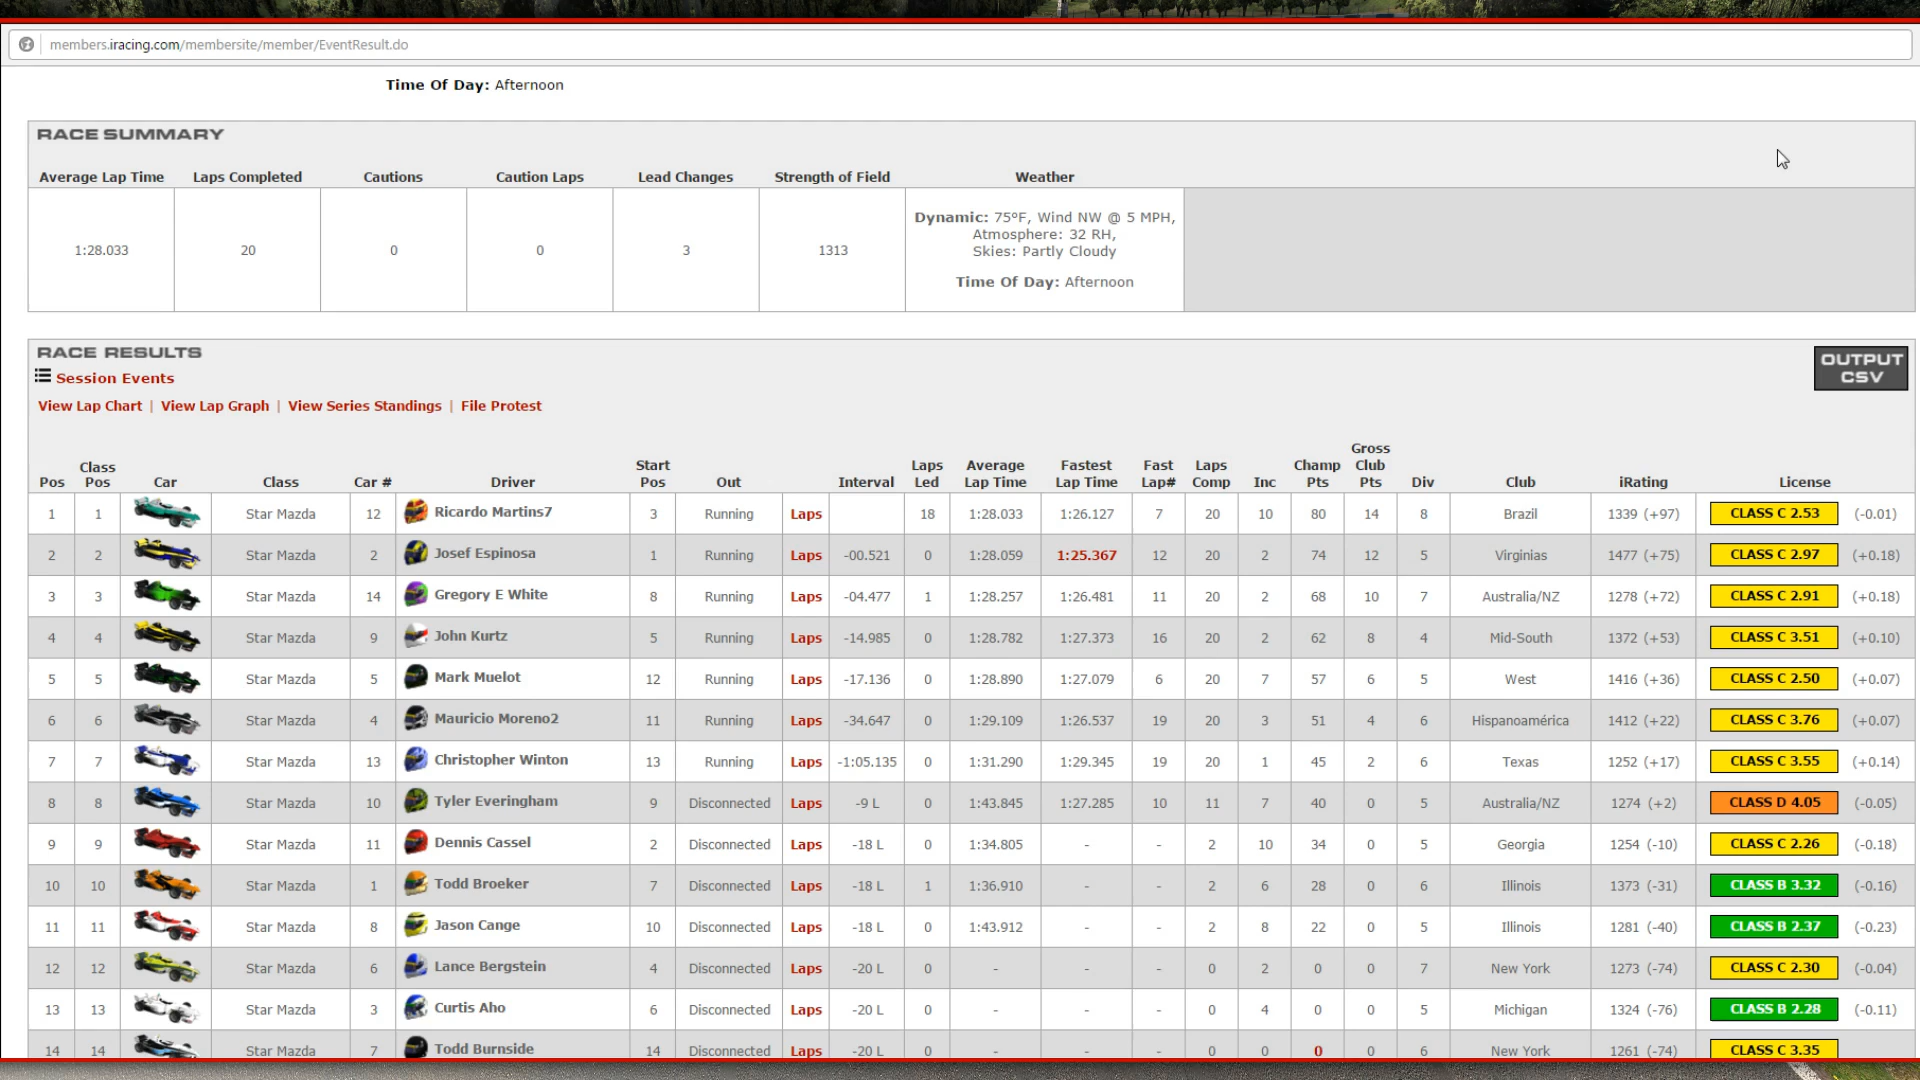 members.iracing.com/membersite/member/EventResult.do
Time Of Day: Afternoon
RACE SUMMARY
Average Lap Time Laps Completed Cautions Caution Laps Lead Changes Strength of Field Weather
1:28.033 20 0 0 3 1313 Dynamic: 75ºF, Wind NW @ 5 MPH,
Atmosphere: 32 RH,
Skies: Partly Cloudy
Time Of Day: Afternoon
RACE RESULTS
OUTPUT CSV
Session Events
View Lap Chart | View Lap Graph | View Series Standings | File Protest
Pos Class Pos Car Class Car # Driver Start Pos Out Interval Laps Led Average Lap Time Fastest Lap Time Fast Lap# Laps Comp Inc Champ Pts Gross Club Pts Div Club iRating License
1 1 Star Mazda 12 Ricardo Martins7 3 Running Laps 18 1:28.033 1:26.127 7 20 10 80 14 8 Brazil 1339 (+97) CLASS C 2.53 (-0.01)
2 2 Star Mazda 2 Josef Espinosa 1 Running Laps -00.521 0 1:28.059 1:25.367 12 20 2 74 12 5 Virginias 1477 (+75) CLASS C 2.97 (+0.18)
3 3 Star Mazda 14 Gregory E White 8 Running Laps -04.477 1 1:28.257 1:26.481 11 20 2 68 10 7 Australia/NZ 1278 (+72) CLASS C 2.91 (+0.18)
4 4 Star Mazda 9 John Kurtz 5 Running Laps -14.985 0 1:28.782 1:27.373 16 20 2 62 8 4 Mid-South 1372 (+53) CLASS C 3.51 (+0.10)
5 5 Star Mazda 5 Mark Muelot 12 Running Laps -17.136 0 1:28.890 1:27.079 6 20 7 57 6 5 West 1416 (+36) CLASS C 2.50 (+0.07)
6 6 Star Mazda 4 Mauricio Moreno2 11 Running Laps -34.647 0 1:29.109 1:26.537 19 20 3 51 4 6 Hispanoamérica 1412 (+22) CLASS C 3.76 (+0.07)
7 7 Star Mazda 13 Christopher Winton 13 Running Laps -1:05.135 0 1:31.290 1:29.345 19 20 1 45 2 6 Texas 1252 (+17) CLASS C 3.55 (+0.14)
8 8 Star Mazda 10 Tyler Everingham 9 Disconnected Laps -9 L 0 1:43.845 1:27.285 10 11 7 40 0 5 Australia/NZ 1274 (+2) CLASS D 4.05 (-0.05)
9 9 Star Mazda 11 Dennis Cassel 2 Disconnected Laps -18 L 0 1:34.805 - - 2 10 34 0 5 Georgia 1254 (-10) CLASS C 2.26 (-0.18)
10 10 Star Mazda 1 Todd Broeker 7 Disconnected Laps -18 L 1 1:36.910 - - 2 6 28 0 6 Illinois 1373 (-31) CLASS B 3.32 (-0.16)
11 11 Star Mazda 8 Jason Cange 10 Disconnected Laps -18 L 0 1:43.912 - - 2 8 22 0 5 Illinois 1281 (-40) CLASS B 2.37 (-0.23)
12 12 Star Mazda 6 Lance Bergstein 4 Disconnected Laps -20 L 0 - - - 0 2 0 0 7 New York 1273 (-74) CLASS C 2.30 (-0.04)
13 13 Star Mazda 3 Curtis Aho 6 Disconnected Laps -20 L 0 - - - 0 4 0 0 5 Michigan 1324 (-76) CLASS B 2.28 (-0.11)
14 14 Star Mazda 7 Todd Burnside 14 Disconnected Laps -20 L 0 - - - 0 0 0 0 6 New York 1261 (-74) CLASS C 3.35